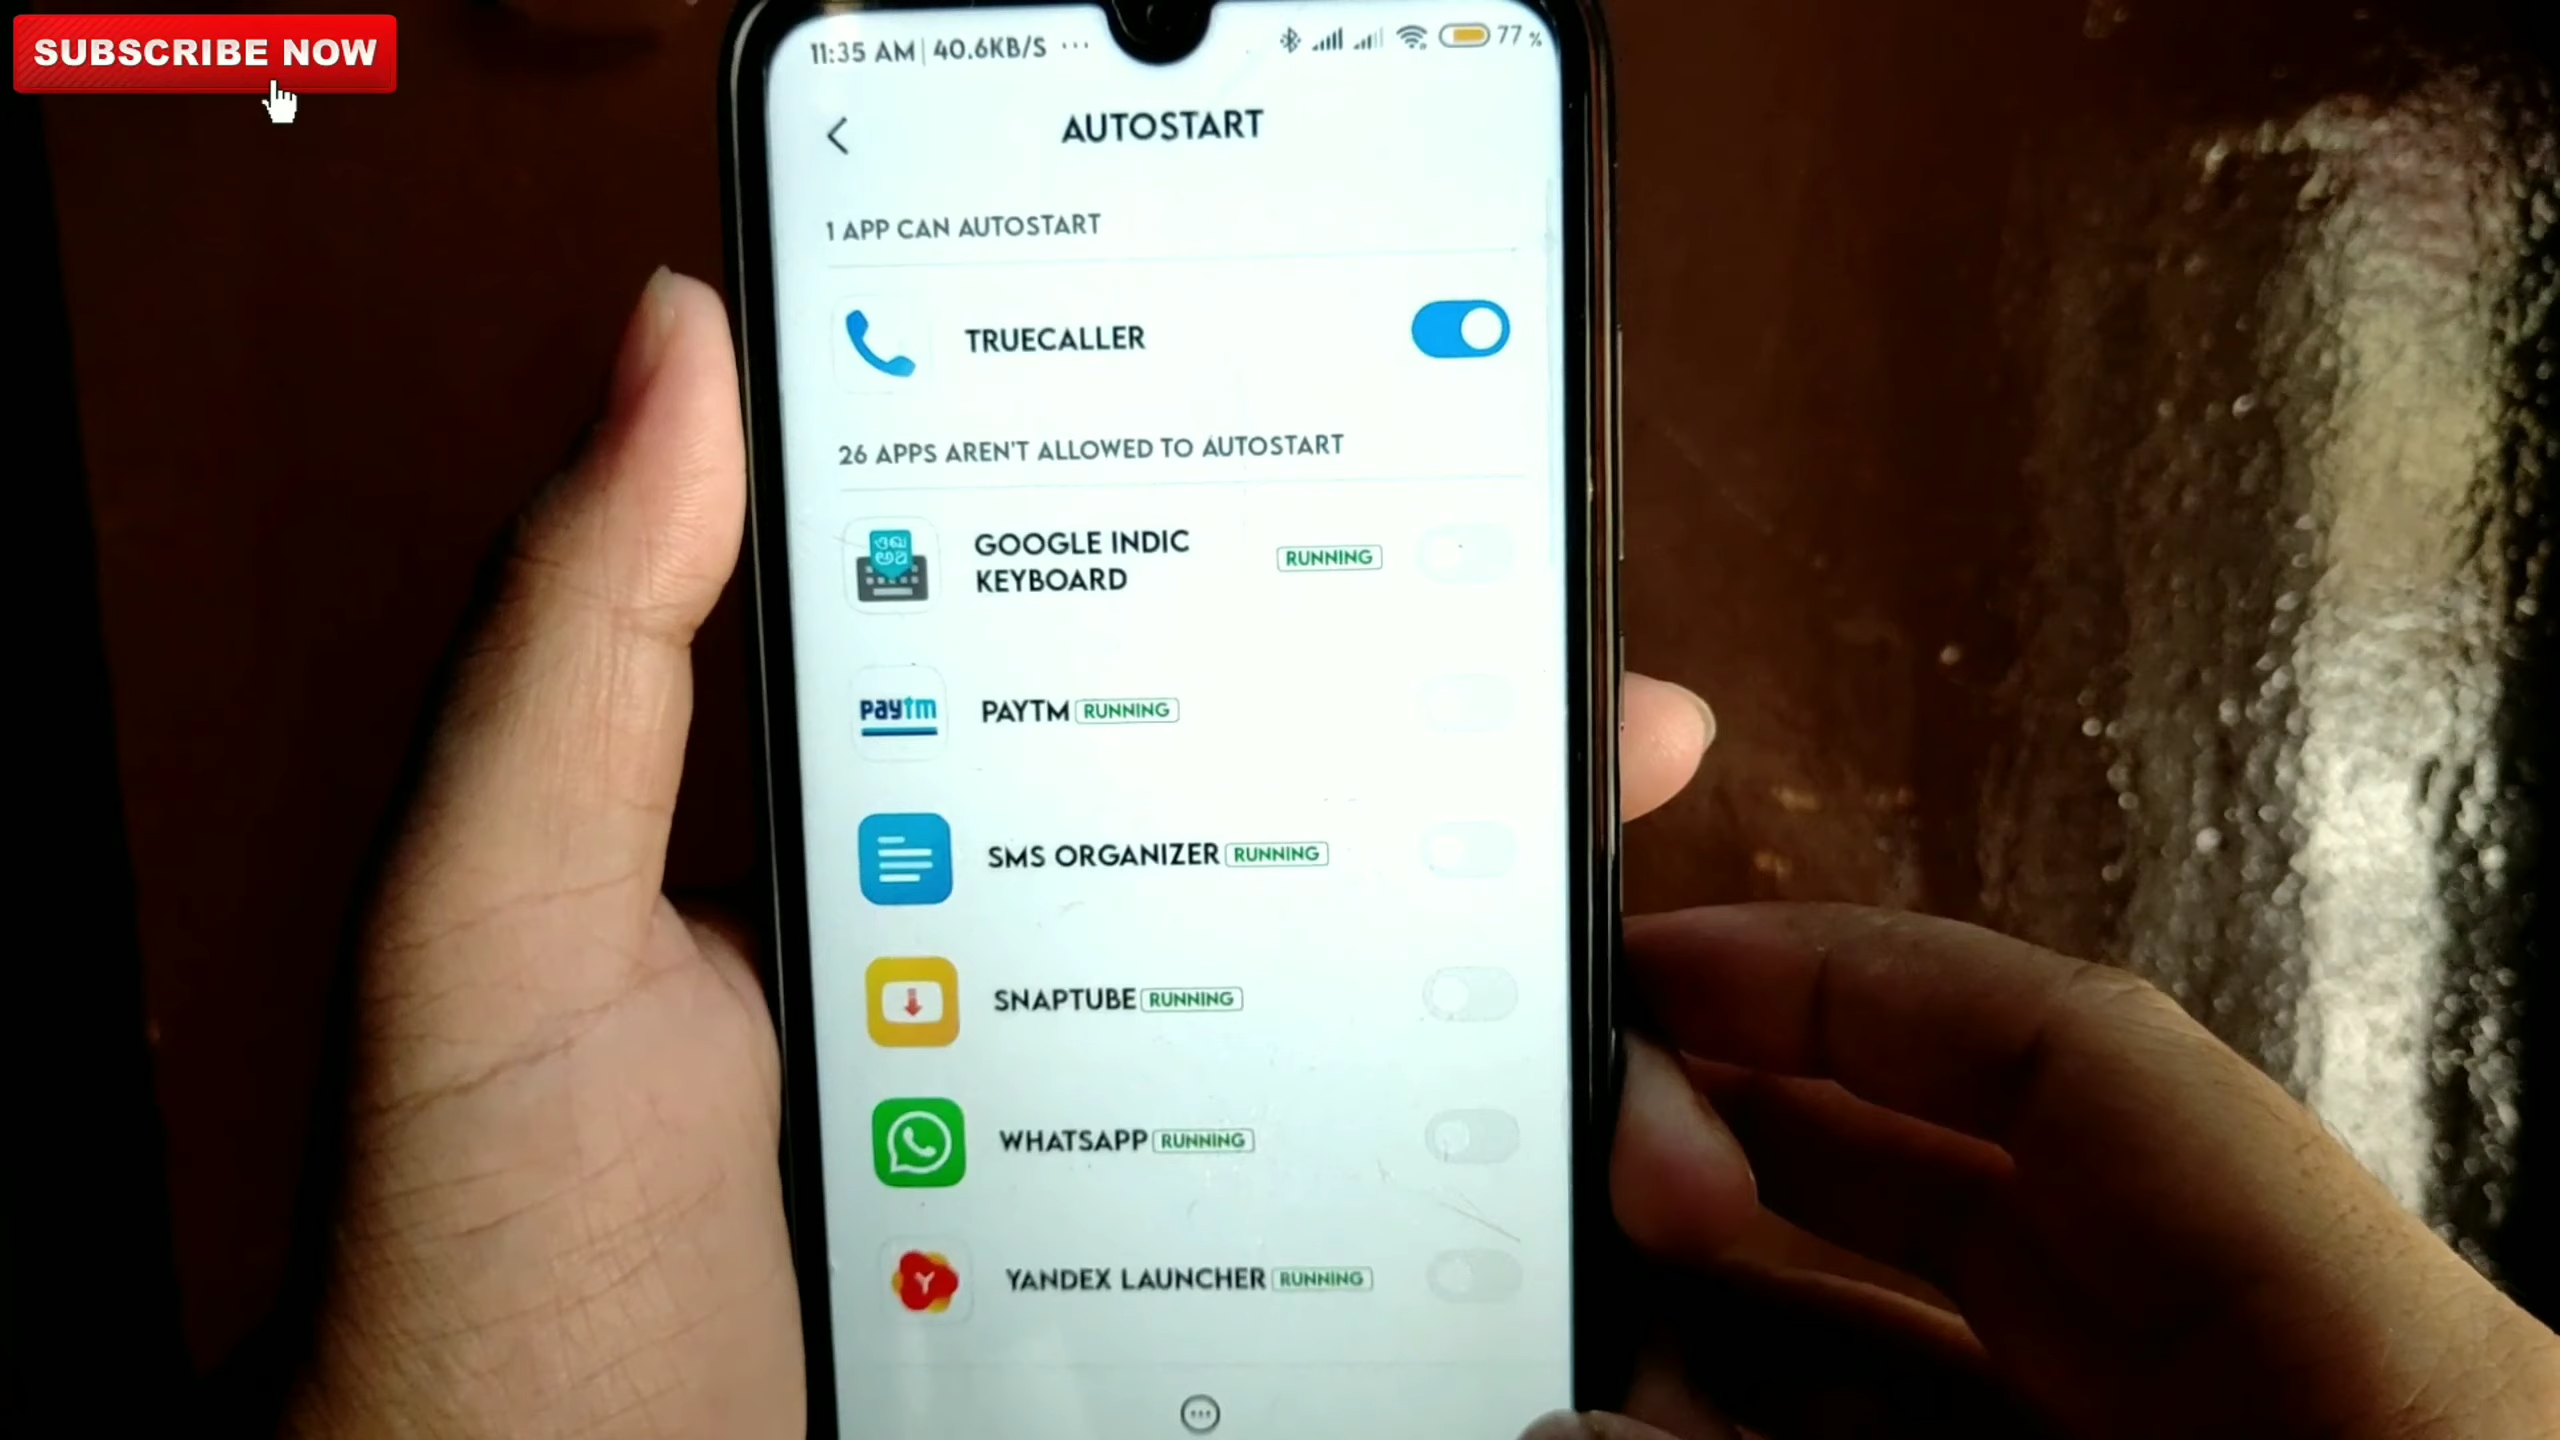 SUBSCRIBE NOW
11:35 AM | 40.6KB/S ...
77 %
AUTOSTART
1 APP CAN AUTOSTART
TRUECALLER
26 APPS AREN'T ALLOWED TO AUTOSTART
GOOGLE INDIC
KEYBOARD
RUNNING
paytm
PAYTM RUNNING
SMS ORGANIZER RUNNING
SNAPTUBE RUNNING
WHATSAPP RUNNING
Y
YANDEX LAUNCHER RUNNING